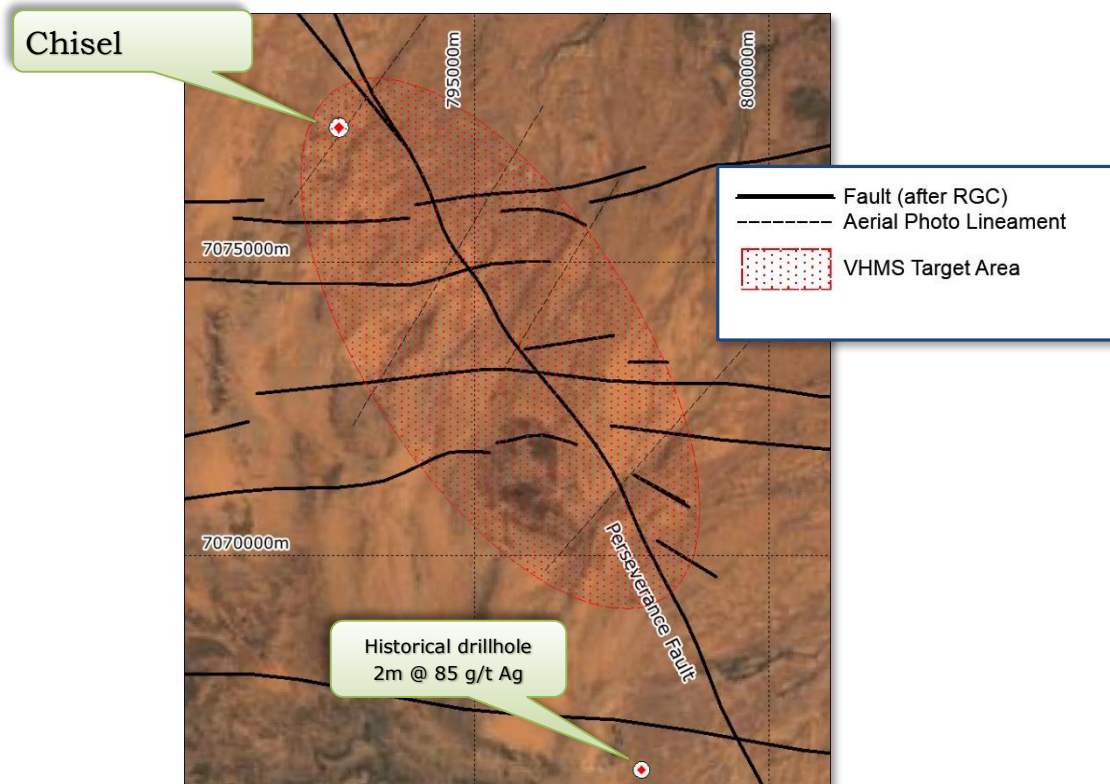 Chisel
795000m
800000m
Fault (after RGC)
Aerial Photo Lineament
VHMS Target Area
7075000m
7070000m
Perseverance Fault
Historical drillhole
2m @ 85 g/t Ag